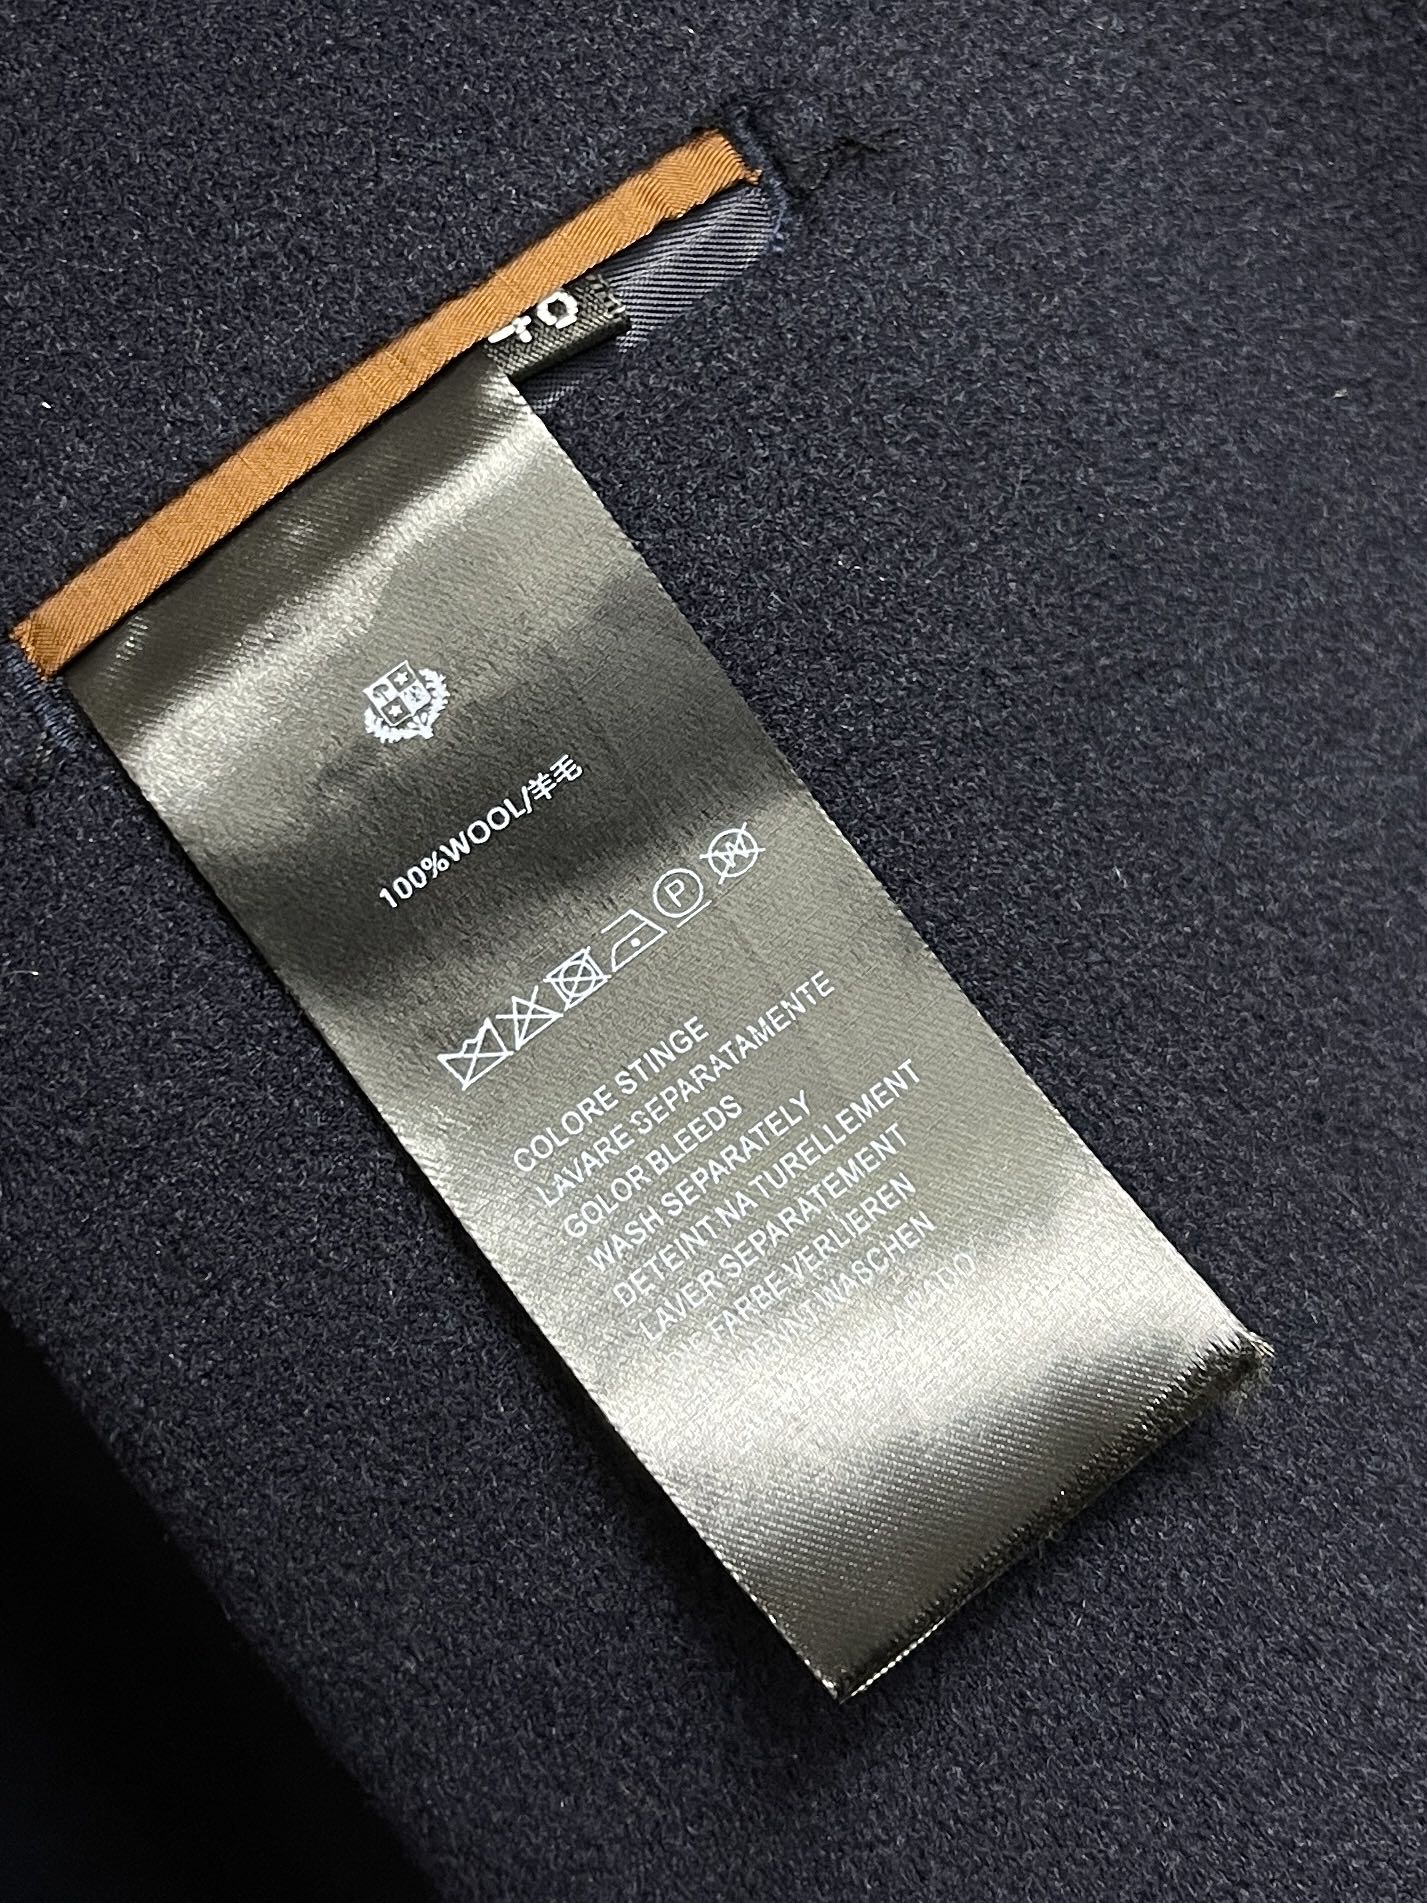 40
100%WOOL/羊毛
COLORE STINGE
LAVARE SEPARATAMENTE
GOLOR BLEEDS
WASH SEPARATELY
DETEINT NA TURELLEMENT
LAVER SEPARATEMENT
FARBE VERLIEREN
WASCHEN